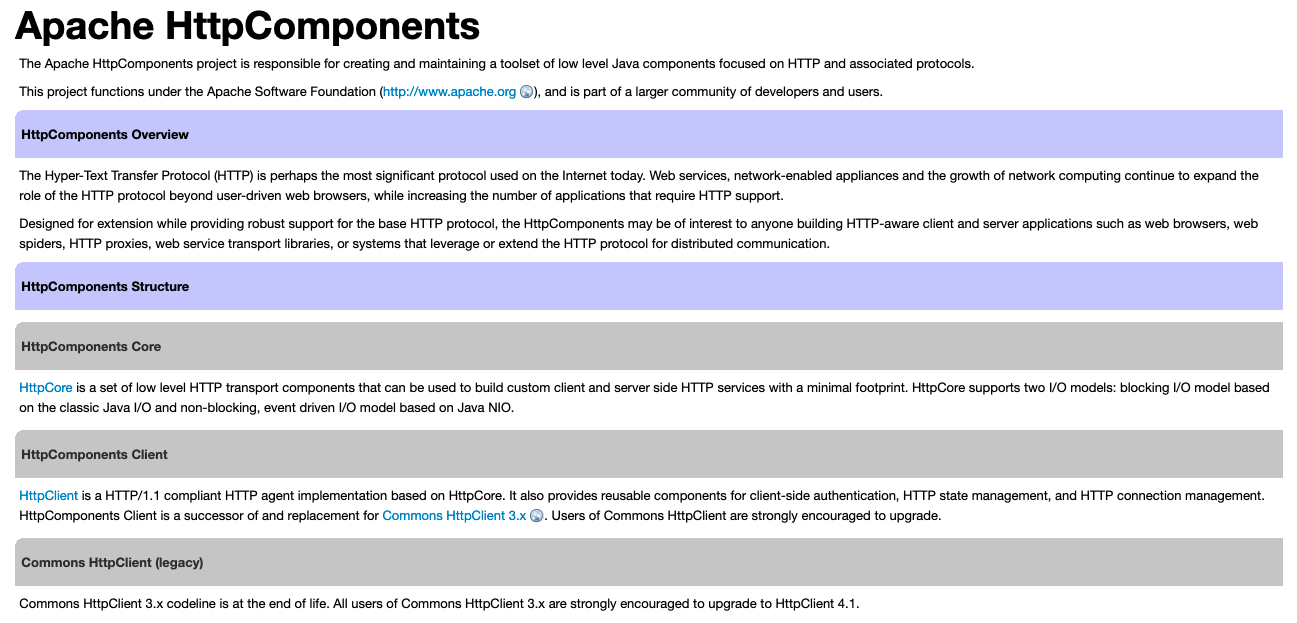 Apache HttpComponents
The Apache HttpComponents project is responsible for creating and maintaining a toolset of low level Java components focused on HTTP and associated protocols.
This project functions under the Apache Software Foundation (http://www.apache.org ), and is part of a larger community of developers and users.
HttpComponents Overview
The Hyper-Text Transfer Protocol (HTTP) is perhaps the most significant protocol used on the Internet today. Web services, network-enabled appliances and the growth of network computing continue to expand the
role of the HTTP protocol beyond user-driven web browsers, while increasing the number of applications that require HTTP support.
Designed for extension while providing robust support for the base HTTP protocol, the HttpComponents may be of interest to anyone building HTTP-aware client and server applications such as web browsers, web
spiders, HTTP proxies, web service transport libraries, or systems that leverage or extend the HTTP protocol for distributed communication.
HttpComponents Structure
HttpComponents Core
HttpCore is a set of low level HTTP transport components that can be used to build custom client and server side HTTP services with a minimal footprint. HttpCore supports two I/O models: blocking I/O model based
on the classic Java I/O and non-blocking, event driven I/O model based on Java NIO.
HttpComponents Client
HttpClient is a HTTP/1.1 compliant HTTP agent implementation based on HttpCore. It also provides reusable components for client-side authentication, HTTP state management, and HTTP connection management.
HttpComponents Client is a successor of and replacement for Commons HttpClient 3.x . Users of Commons HttpClient are strongly encouraged to upgrade.
Commons HttpClient (legacy)
Commons HttpClient 3.x codeline is at the end of life. All users of Commons HttpClient 3.x are strongly encouraged to upgrade to HttpClient 4.1.